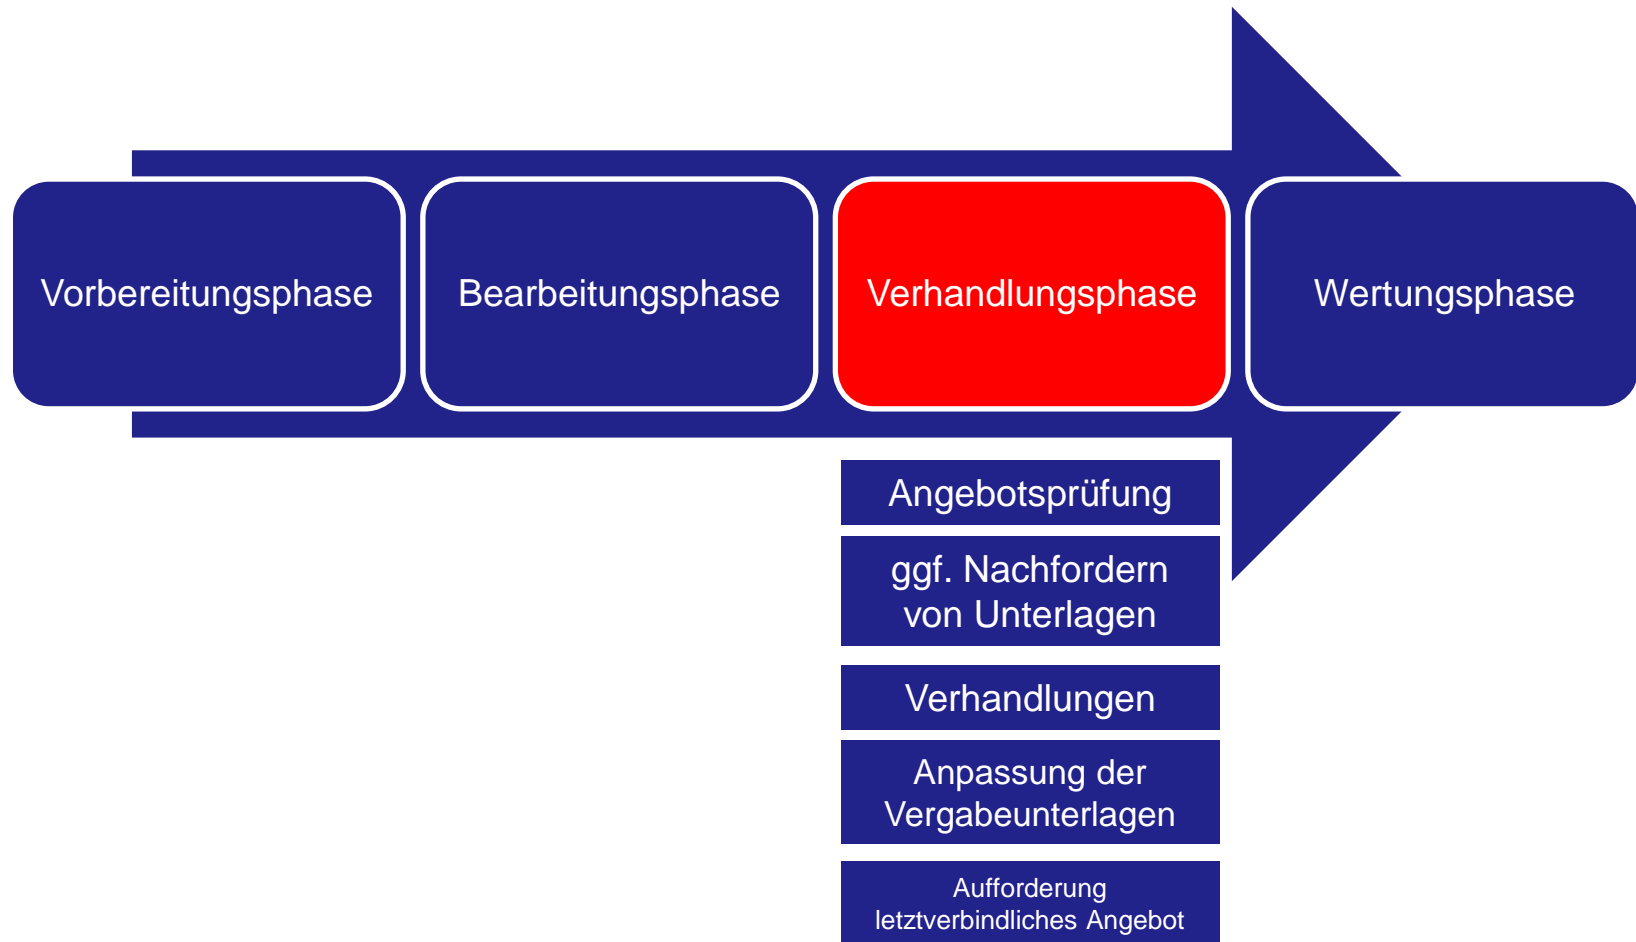 Vorbereitungsphase
Bearbeitungsphase
Verhandlungsphase
Wertungsphase
Angebotsprüfung
ggf. Nachfordern
von Unterlagen
Verhandlungen
Anpassung der
Vergabeunterlagen
Aufforderung
letztverbindliches Angebot